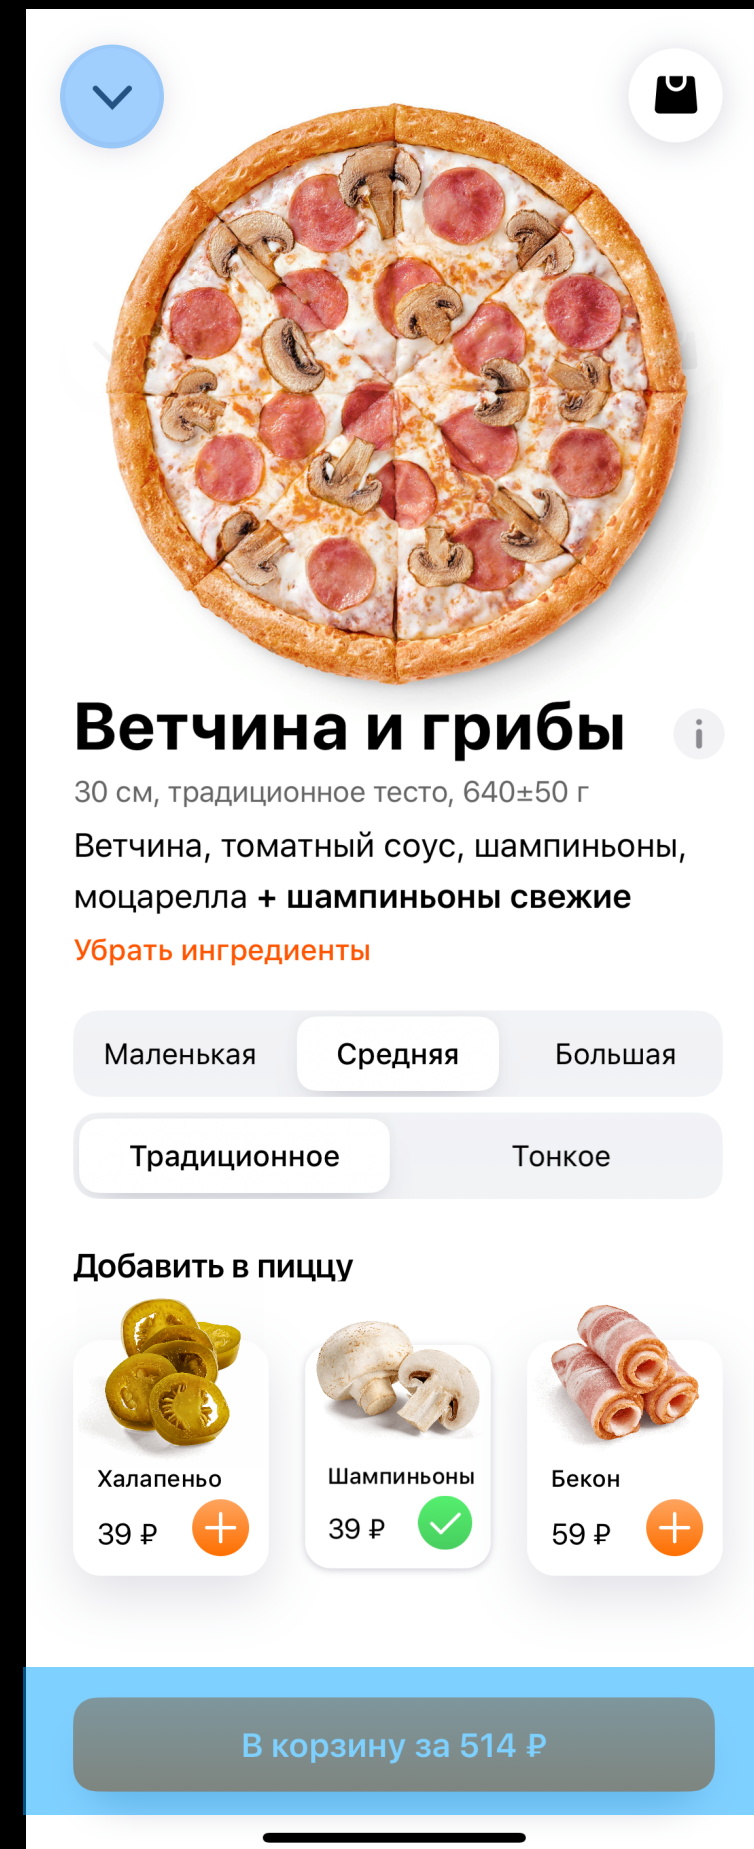 Ветчина и грибы
30 см, традиционное тесто, 640±50 г
Ветчина, томатный соус, шампиньоны,
моцарелла + шампиньоны свежие
Убрать ингредиенты
Маленькая Средняя Большая
Традиционное Тонкое
Добавить в пиццу
Халапеньо Шампиньоны Бекон
39 ₽ 39 ₽ 59 ₽
В корзину за 514 ₽